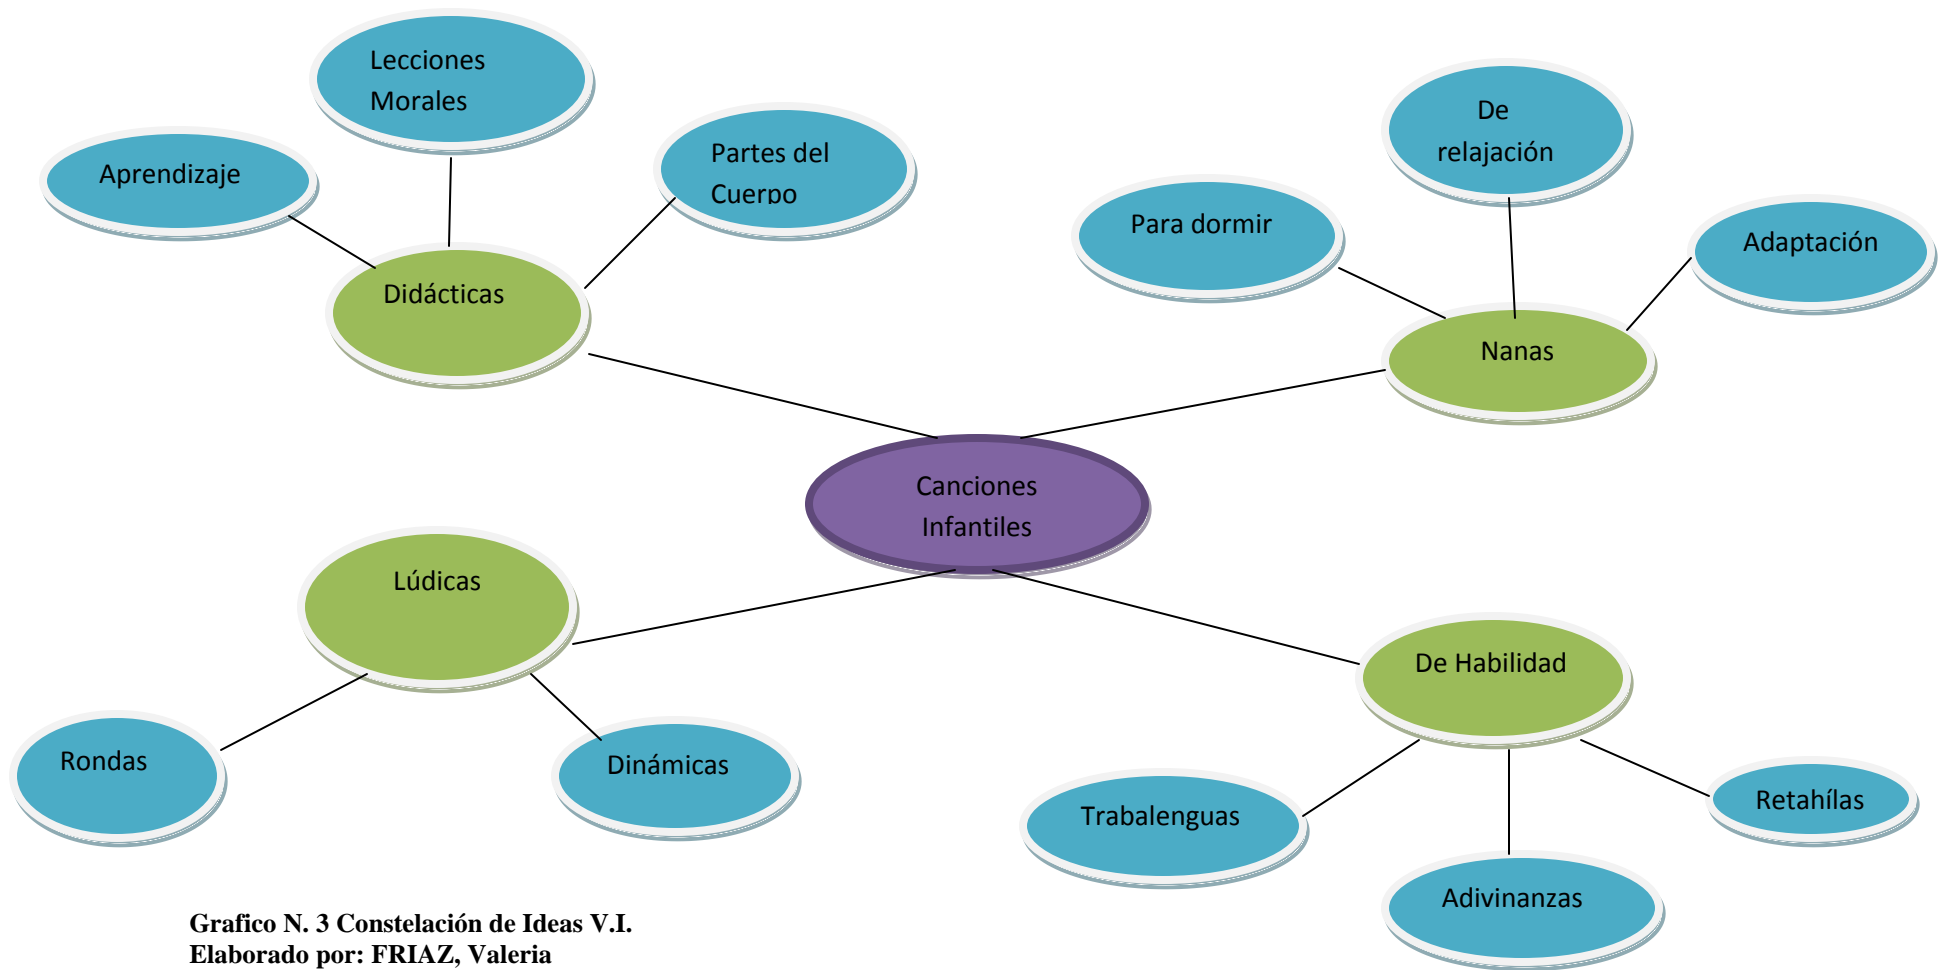 Lecciones
Morales
Aprendizaje
Partes del
Cuerpo
Didácticas
De
relajación
Para dormir
Adaptación
Nanas
Canciones
Infantiles
Lúdicas
Rondas
Dinámicas
De Habilidad
Trabalenguas
Adivinanzas
Retahílas
Grafico N. 3 Constelación de Ideas V.I.
Elaborado por: FRIAZ, Valeria